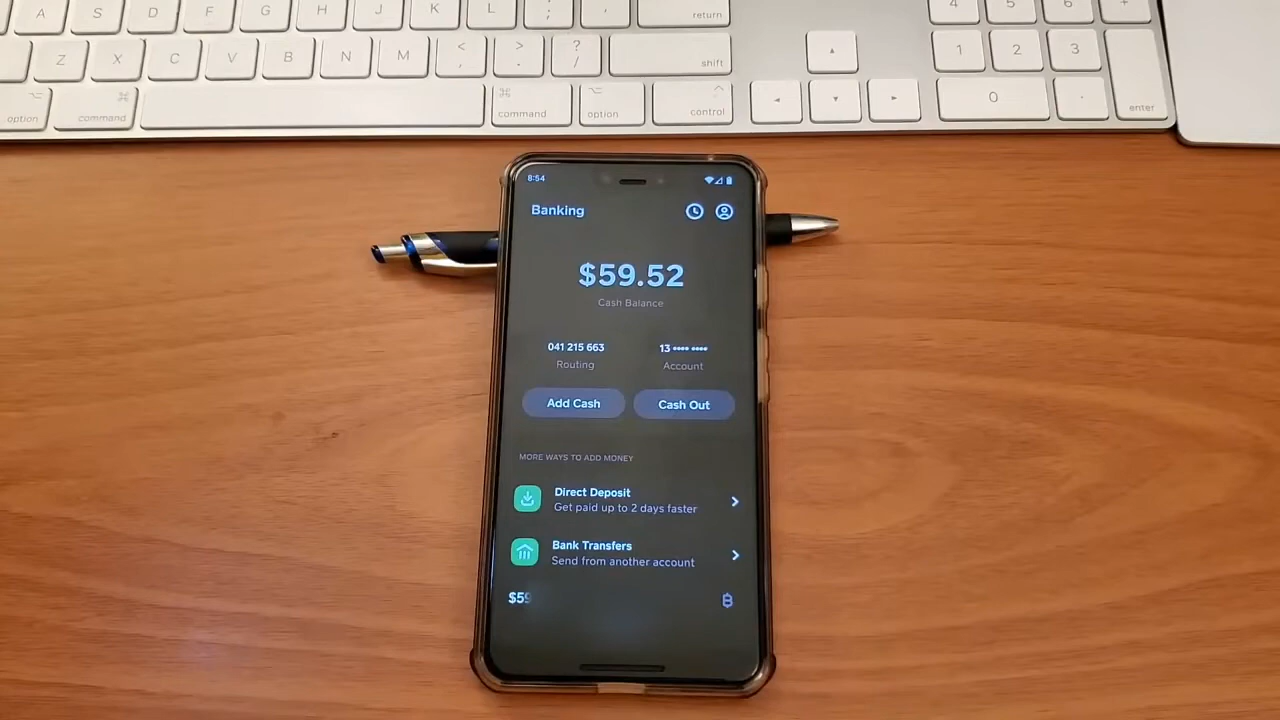 A S D F G H J K L : ; " ' return
Z X C V B N M < , > . ? / shift
option command command option control
4 5 6 +
1 2 3
0 . enter
8:54
Banking
$59.52
Cash Balance
041 215 663 13 •••• ••••
Routing Account
Add Cash Cash Out
MORE WAYS TO ADD MONEY
Direct Deposit
Get paid up to 2 days faster
Bank Transfers
Send from another account
$59